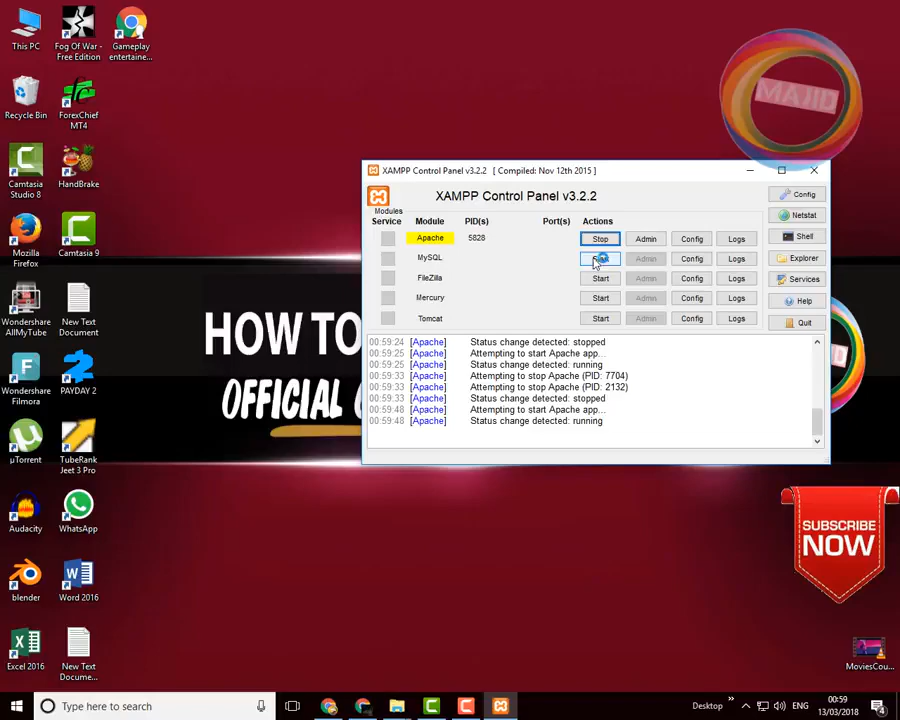 This PC
Fog Of War -
Free Edition
Gameplay
entertaine...
Recycle Bin
ForexChief
MT4
Camtasia
Studio 8
HandBrake
Mozilla
Firefox
Camtasia 9
Wondershare
AllMyTube
New Text
Document
Wondershare
Filmora
PAYDAY 2
µTorrent
TubeRank
Jeet 3 Pro
Audacity
WhatsApp
blender
Word 2016
Excel 2016
New Text
Docume...
MAJID
HOW TO
OFFICIAL
XAMPP Control Panel v3.2.2 [ Compiled: Nov 12th 2015 ]
XAMPP Control Panel v3.2.2
Config
Modules
Service Module PID(s) Port(s) Actions
Netstat
Apache 5828 Stop Admin Config Logs
Shell
MySQL Admin Config Logs
Explorer
FileZilla Start Admin Config Logs
Services
Mercury Start Admin Config Logs
Help
Tomcat Start Admin Config Logs
Quit
00:59:24 [Apache] Status change detected: stopped
00:59:25 [Apache] Attempting to start Apache app...
00:59:25 [Apache] Status change detected: running
00:59:33 [Apache] Attempting to stop Apache (PID: 7704)
00:59:33 [Apache] Attempting to stop Apache (PID: 2132)
00:59:33 [Apache] Status change detected: stopped
00:59:48 [Apache] Attempting to start Apache app...
00:59:48 [Apache] Status change detected: running
SUBSCRIBE
NOW
MoviesCou...
Type here to search
Desktop
00:59
13/03/2018
4